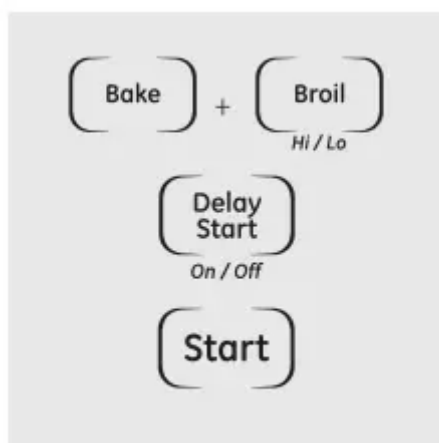 Bake + Broil
Hi / Lo
Delay
Start
On / Off
Start